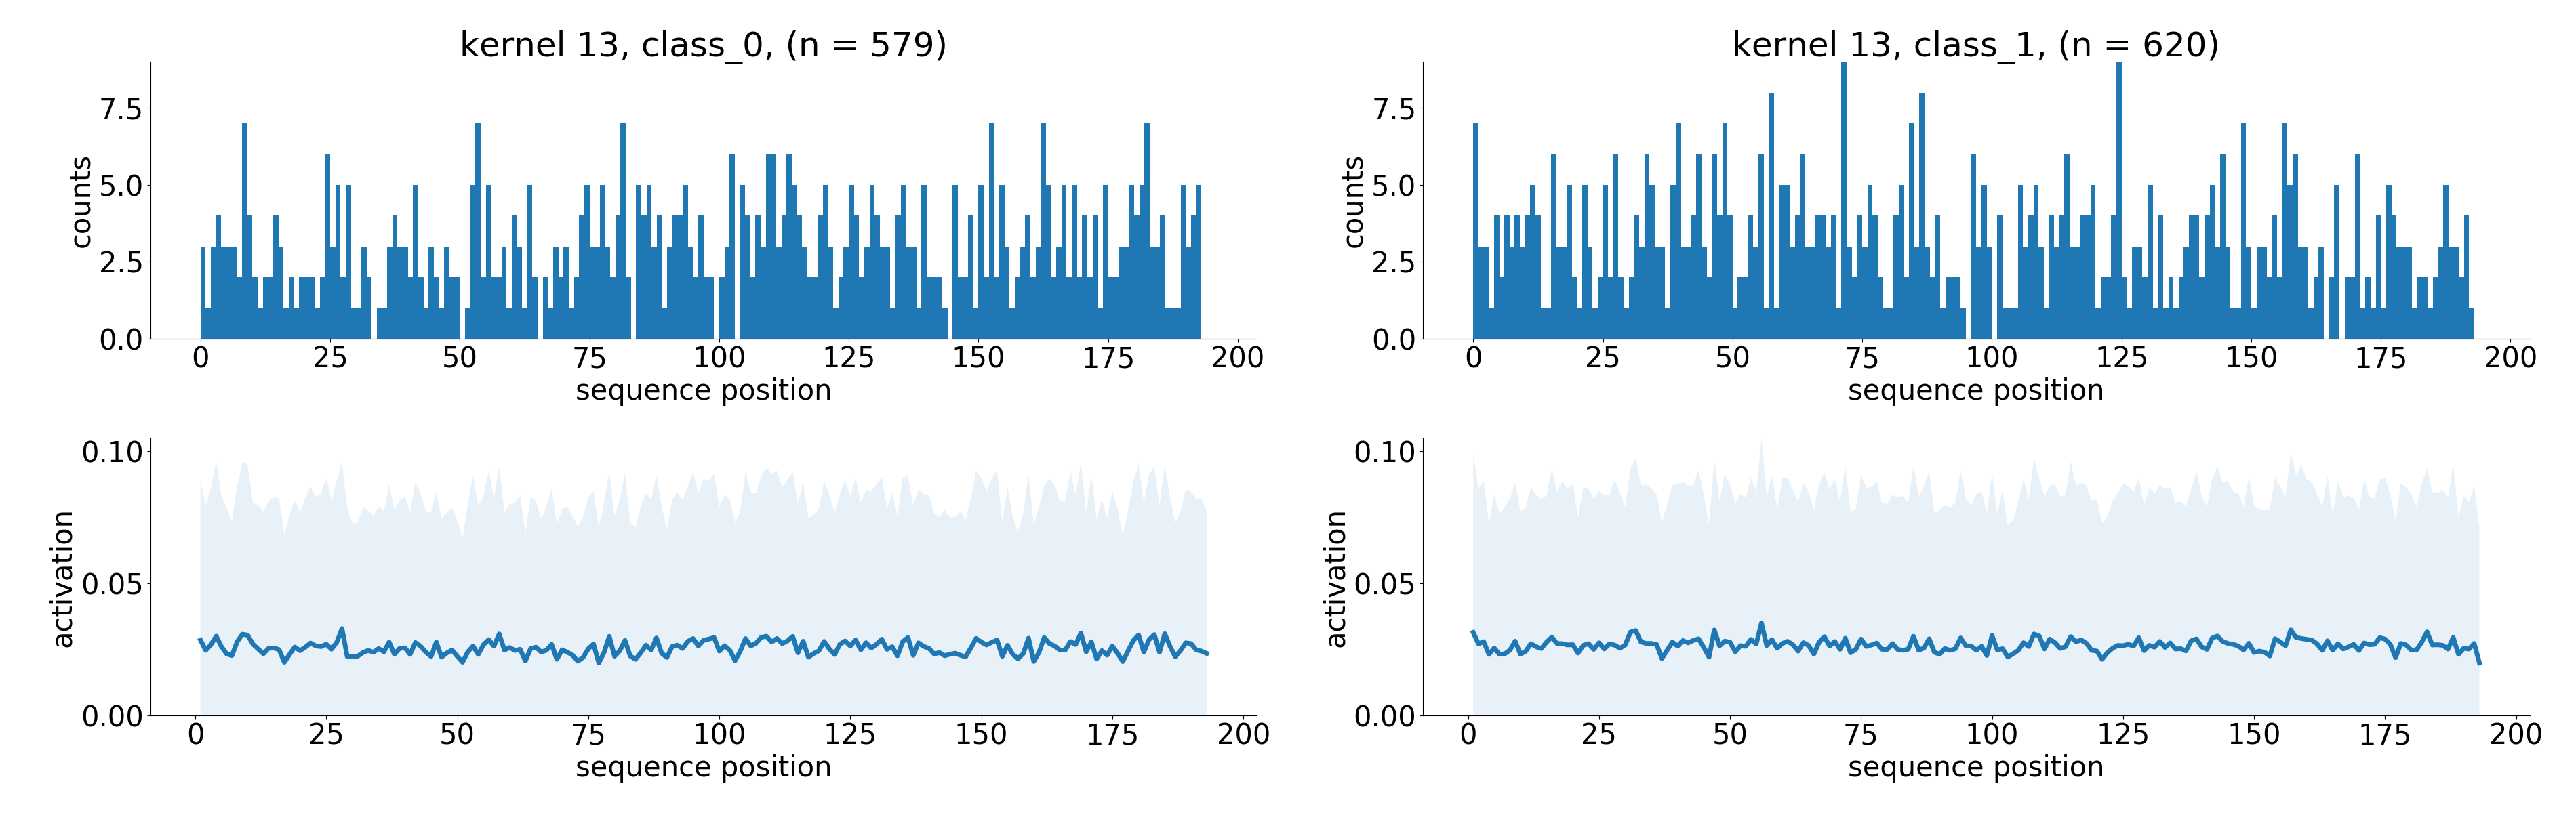 kernel 13, class_0, (n = 579)
counts
7.5
5.0
2.5
0.0
0 25 50 75 100 125 150 175 200
sequence position
kernel 13, class_1, (n = 620)
counts
7.5
5.0
2.5
0.0
0 25 50 75 100 125 150 175 200
sequence position
activation
0.10
0.05
0.00
0 25 50 75 100 125 150 175 200
sequence position
activation
0.10
0.05
0.00
0 25 50 75 100 125 150 175 200
sequence position